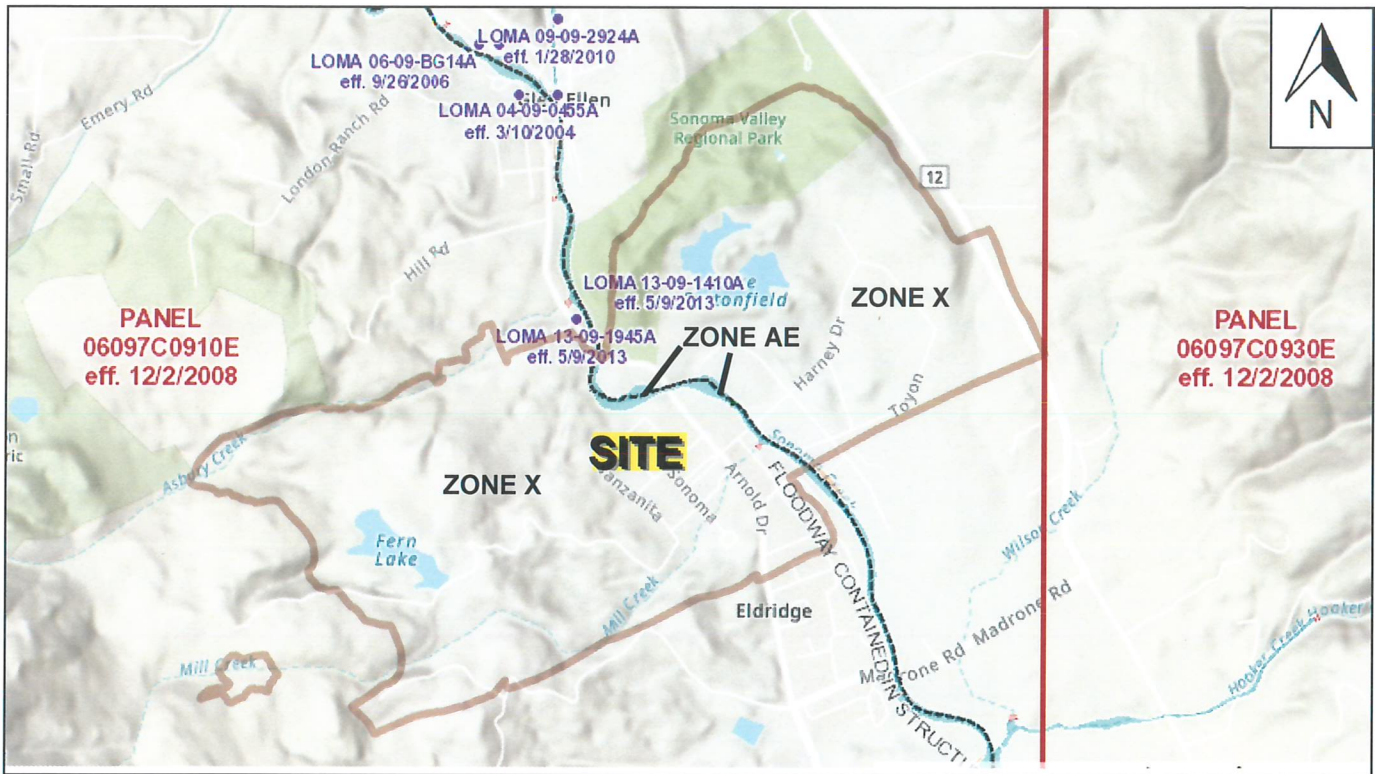 LOMA 09-09-2924A
eff. 1/28/2010
LOMA 06-09-BG14A
eff. 9/26/2006
Ellen
LOMA 04-09-0455A
eff. 3/10/2004
Emery Rd
Small Rd
London Ranch Rd
Sonoma Valley
Regional Park
N
12
Hill Rd
LOMA 13-09-1410A
eff. 5/9/2013
ZONE X
LOMA 13-09-1945A
eff. 5/9/2013
ZONE AE
PANEL
06097C0910E
eff. 12/2/2008
PANEL
06097C0930E
eff. 12/2/2008
Harney Dr
Toyon
Asbury Creek
SITE
ZONE X
Sonoma
Arnold Dr
Sonoma Creek
FLOODWAY CONTAINED IN STRUCTU
Fern
Lake
Mill Creek
Mill Creek
Eldridge
Wilson Creek
Madrone Rd
Madrone Rd
Hooker Creek
Hooker